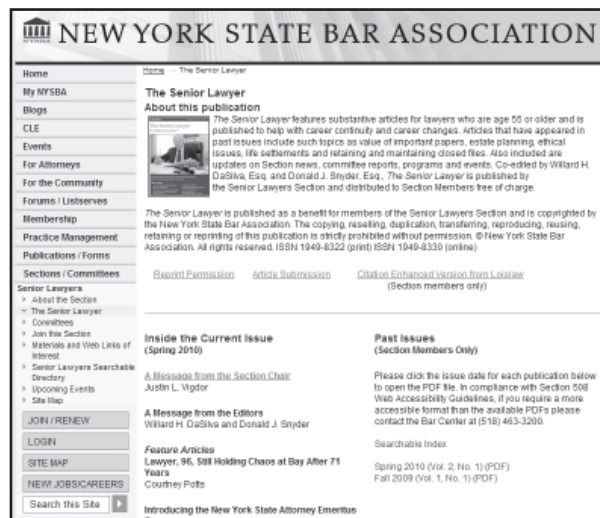 NYSBA
NEW YORK STATE BAR ASSOCIATION
Home
My NYSBA
Blogs
CLE
Events
For Attorneys
For the Community
Forums / Listserves
Membership
Practice Management
Publications / Forms
Sections / Committees
Senior Lawyers
About the Section
The Senior Lawyer
Committees
Join this Section
Materials and Web Links of
Interest
Senior Lawyers Searchable
Directory
Upcoming Events
Site Map
JOIN / RENEW
LOGIN
SITE MAP
NEW! JOBS/CAREERS
Search this Site
Home → The Senior Lawyer
The Senior Lawyer
About this publication
The Senior Lawyer features substantive articles for lawyers who are age 55 or older and is
published to help with career continuity and career changes. Articles that have appeared in
past issues include such topics as value of important papers, estate planning, ethical
issues, life settlements and retaining and maintaining closed files. Also included are
updates on Section news, committee reports, programs and events. Co-edited by Willard H.
DaSilva, Esq. and Donald J. Snyder, Esq., The Senior Lawyer is published by
the Senior Lawyers Section and distributed to Section Members free of charge.
The Senior Lawyer is published as a benefit for members of the Senior Lawyers Section and is copyrighted by
the New York State Bar Association. The copying, reselling, duplication, transferring, reproducing, reusing,
retaining or reprinting of this publication is strictly prohibited without permission. © New York State Bar
Association. All rights reserved. ISSN 1949-8322 (print) ISSN 1949-8330 (online)
Reprint Permission Article Submission Citation Enhanced Version from Loislaw
(Section members only)
Inside the Current Issue
(Spring 2010)
A Message from the Section Chair
Justin L. Vigdor
A Message from the Editors
Willard H. DaSilva and Donald J. Snyder
Feature Articles
Lawyer, 96, Still Holding Chaos at Bay After 71
Years
Courtney Potts
Introducing the New York State Attorney Emeritus
Past Issues
(Section Members Only)
Please click the issue date for each publication below
to open the PDF file. In compliance with Section 508
Web Accessibility Guidelines, if you require a more
accessible format than the available PDFs please
contact the Bar Center at (518) 463-3200.
Searchable Index
Spring 2010 (Vol. 2, No. 1) (PDF)
Fall 2009 (Vol. 1, No. 1) (PDF)